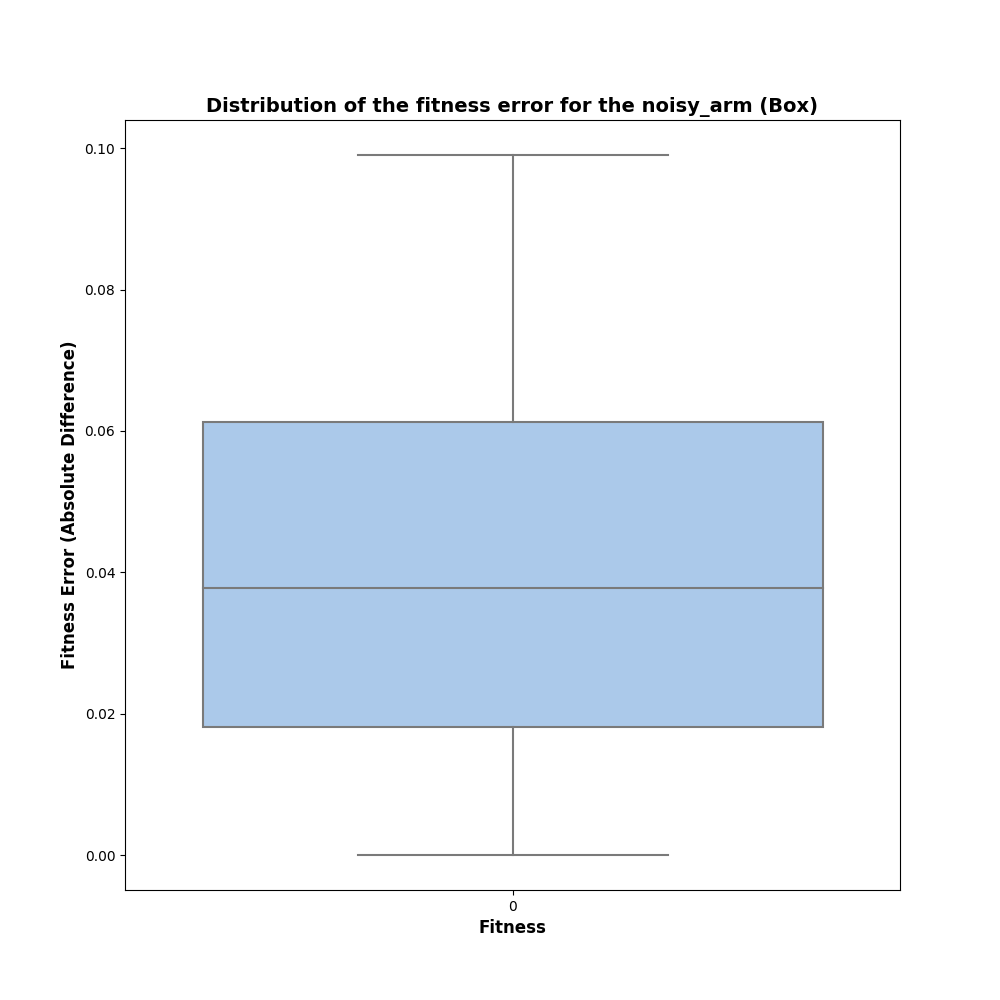 Distribution of the fitness error for the noisy_arm (Box)
Fitness Error (Absolute Difference)
0.10
0.08
0.06
0.04
0.02
0.00
0
Fitness